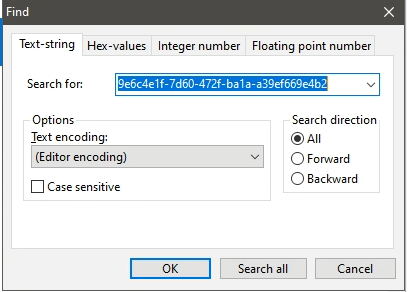 Find
Text-string Hex-values Integer number Floating point number
Search for: 9e6c4e1f-7d60-472f-ba1a-a39ef669e4b2
Options
Text encoding:
(Editor encoding)
Case sensitive
Search direction
All
Forward
Backward
OK Search all Cancel